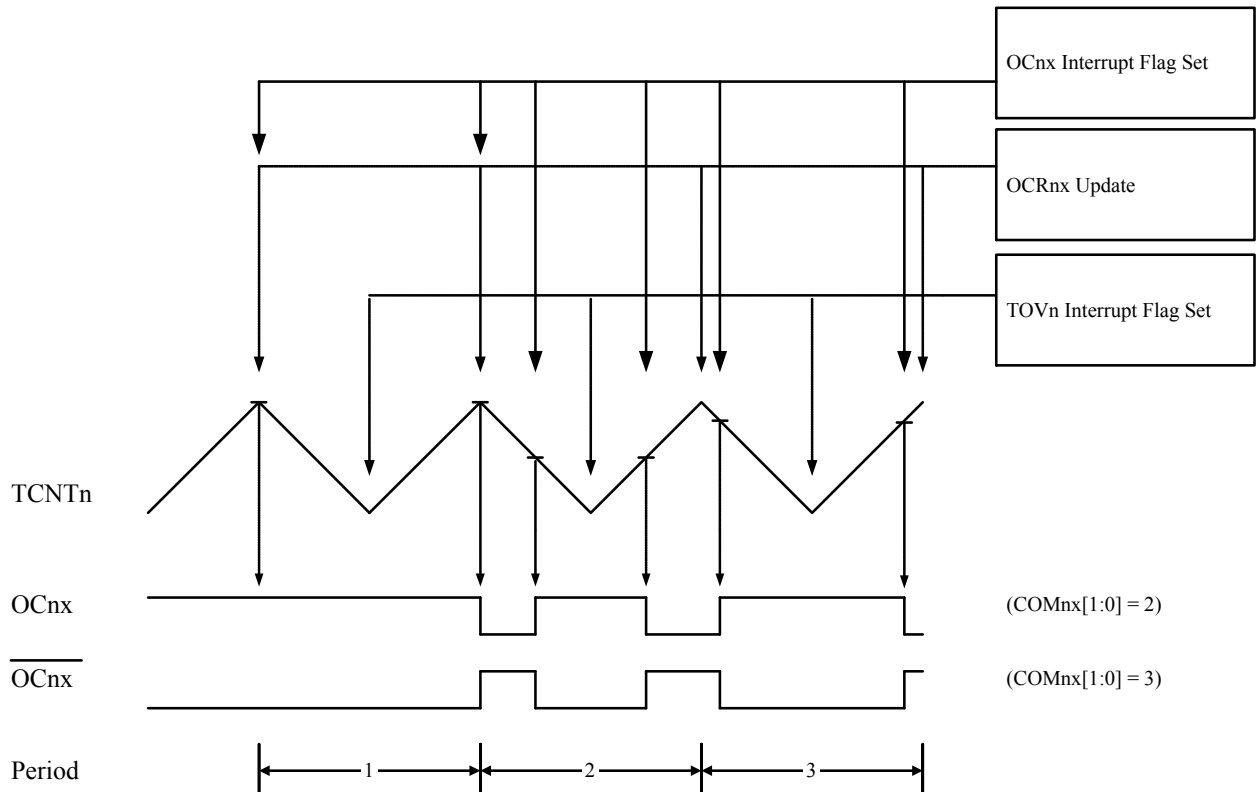 OCnx Interrupt Flag Set
OCRnx Update
TOVn Interrupt Flag Set
TCNTn
OCnx
(COMnx[1:0] = 2)
OCnx
(COMnx[1:0] = 3)
Period
1
2
3